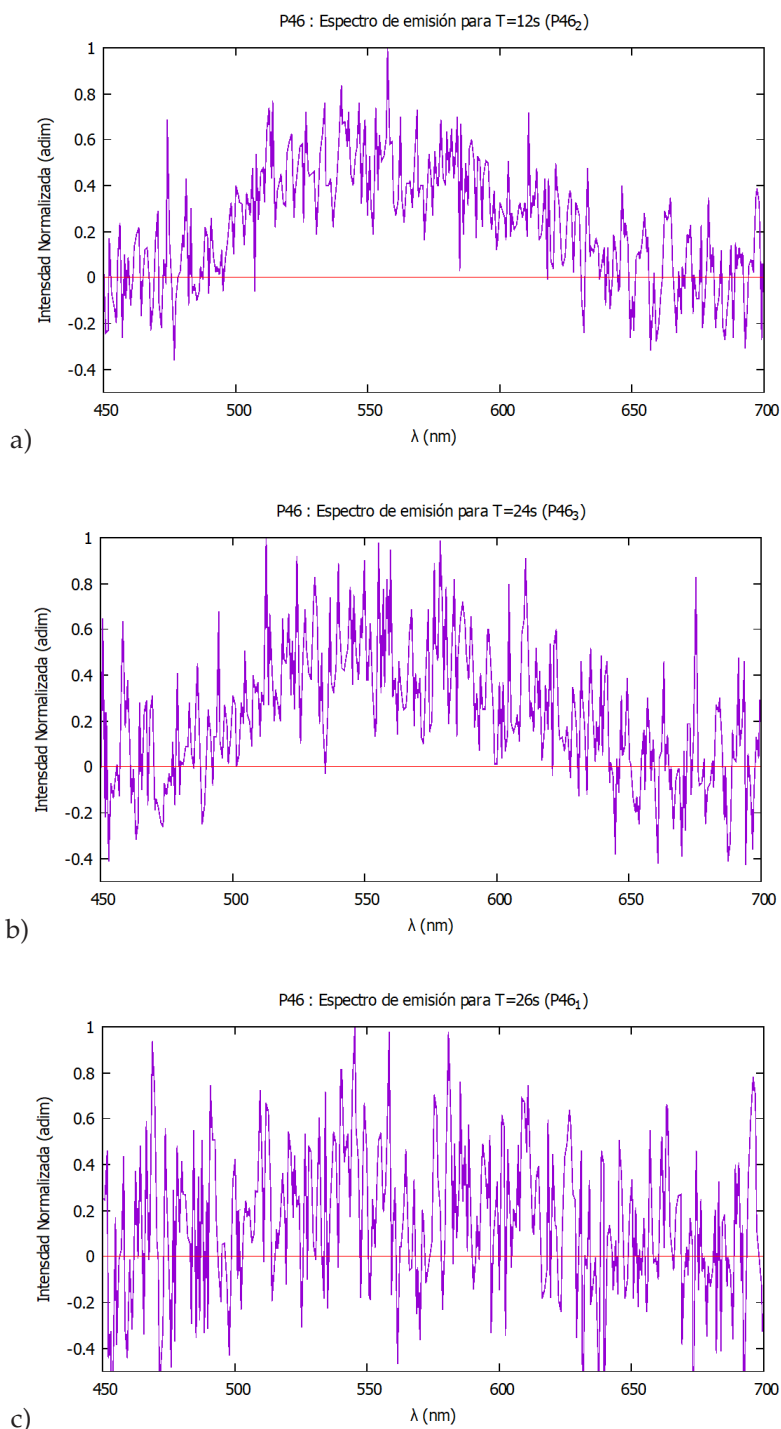 P46 : Espectro de emisión para T=12s (P46₂)
1
0.8
0.6
0.4
0.2
0
-0.2
-0.4
Intensdad Normalizada (adim)
450 500 550 600 650 700
λ (nm)
a)
P46 : Espectro de emisión para T=24s (P46₃)
1
0.8
0.6
0.4
0.2
0
-0.2
-0.4
Intensdad Normalizada (adim)
450 500 550 600 650 700
λ (nm)
b)
P46 : Espectro de emisión para T=26s (P46₁)
1
0.8
0.6
0.4
0.2
0
-0.2
-0.4
Intensdad Normalizada (adim)
450 500 550 600 650 700
λ (nm)
c)